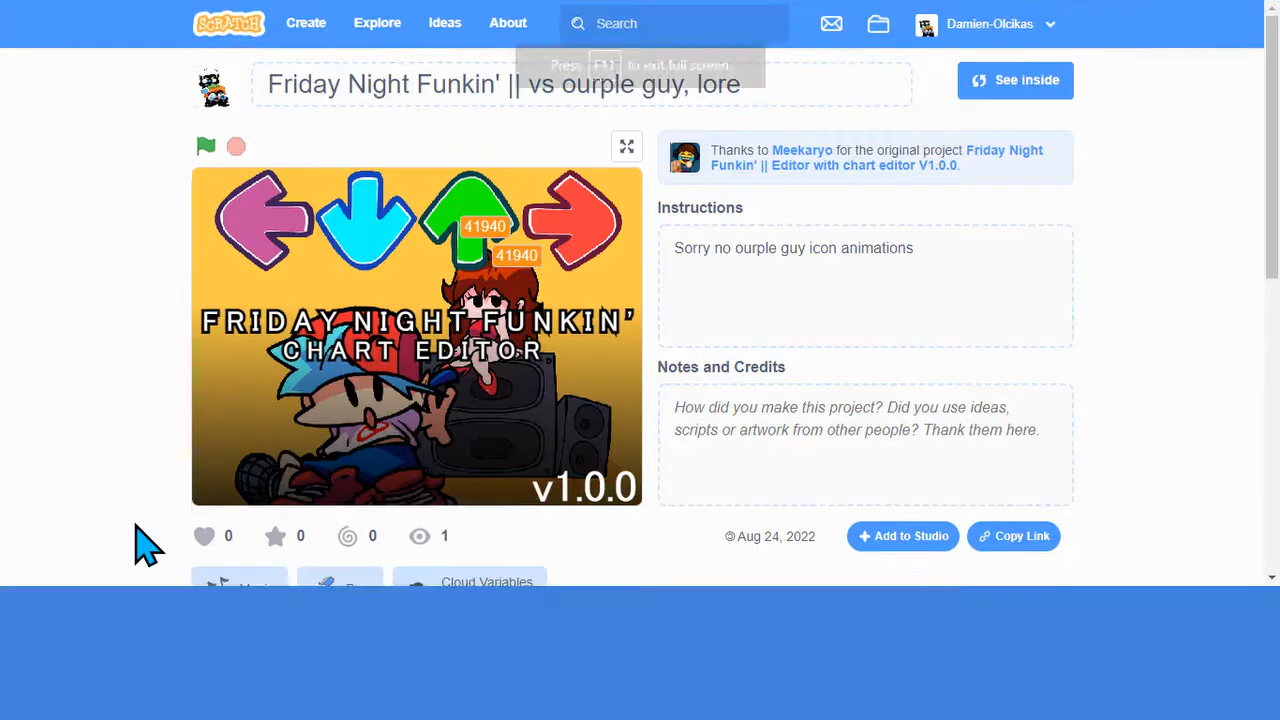 SCRATCH Create Explore Ideas About Search Damien-Olcikas
Press F11 to exit full screen
Friday Night Funkin' || vs ourple guy, lore
See inside
Thanks to Meekaryo for the original project Friday Night
Funkin' || Editor with chart editor V1.0.0.
Instructions
Sorry no ourple guy icon animations
41940
41940
FRIDAY NIGHT FUNKIN'
CHART EDITOR
v1.0.0
Notes and Credits
How did you make this project? Did you use ideas,
scripts or artwork from other people? Thank them here.
0 0 0 1
© Aug 24, 2022 Add to Studio Copy Link
Cloud Variables